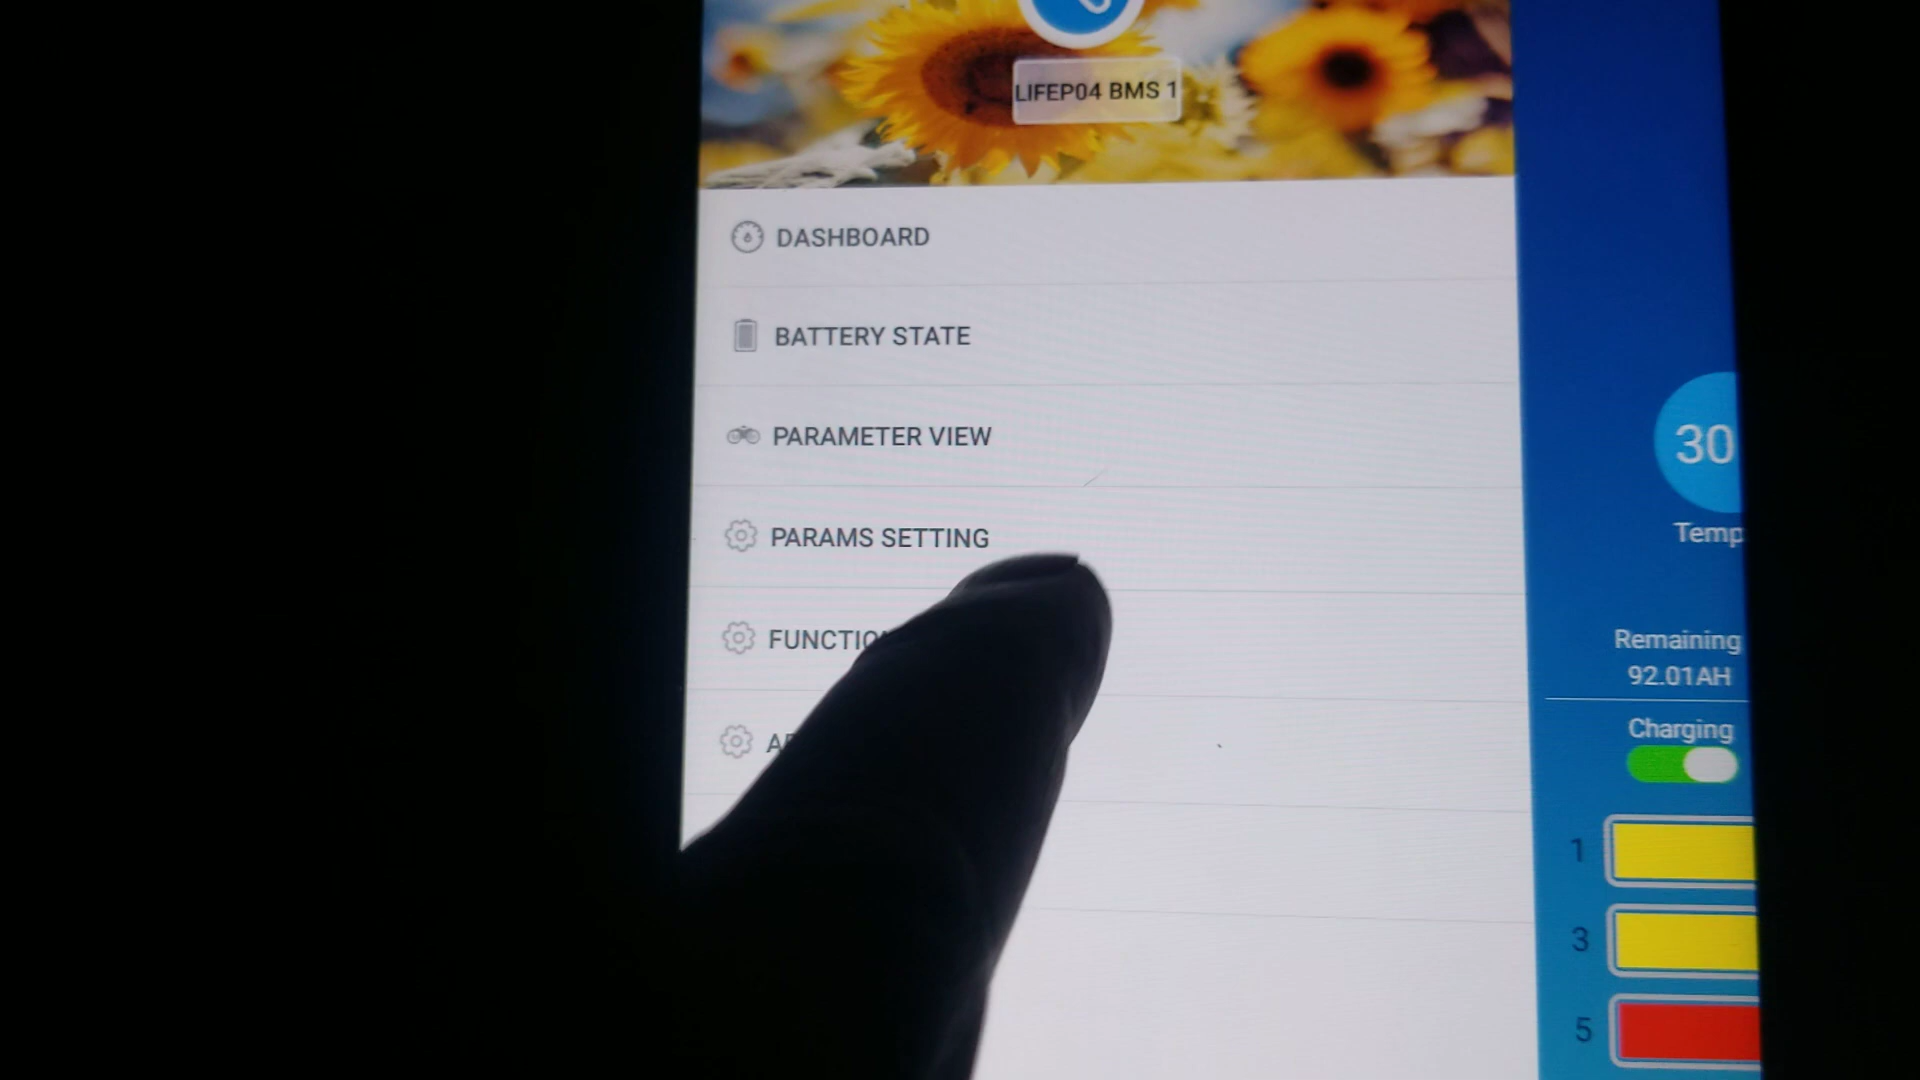 LIFEP04 BMS 1
DASHBOARD
BATTERY STATE
PARAMETER VIEW
PARAMS SETTING
30
Temp
Remaining
92.01AH
Charging
1
3
5